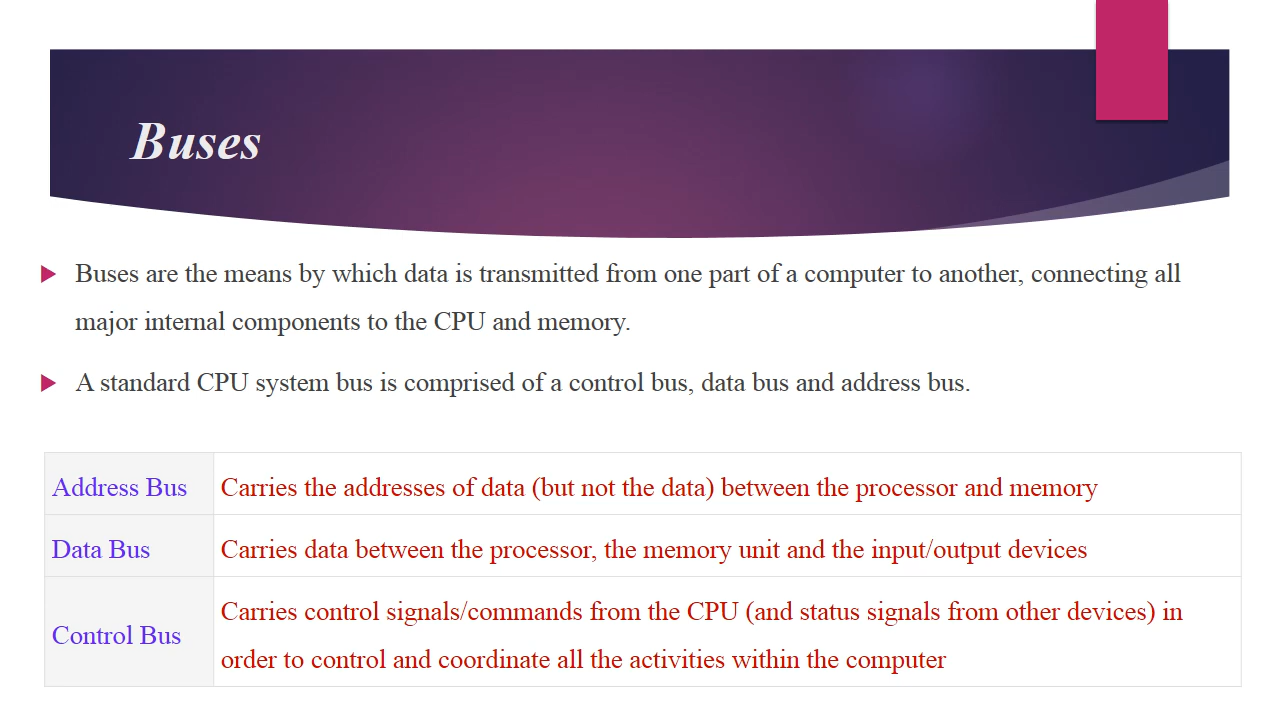 Buses
Buses are the means by which data is transmitted from one part of a computer to another, connecting all
major internal components to the CPU and memory.
A standard CPU system bus is comprised of a control bus, data bus and address bus.
Address Bus Carries the addresses of data (but not the data) between the processor and memory
Data Bus Carries data between the processor, the memory unit and the input/output devices
Control Bus Carries control signals/commands from the CPU (and status signals from other devices) in
order to control and coordinate all the activities within the computer